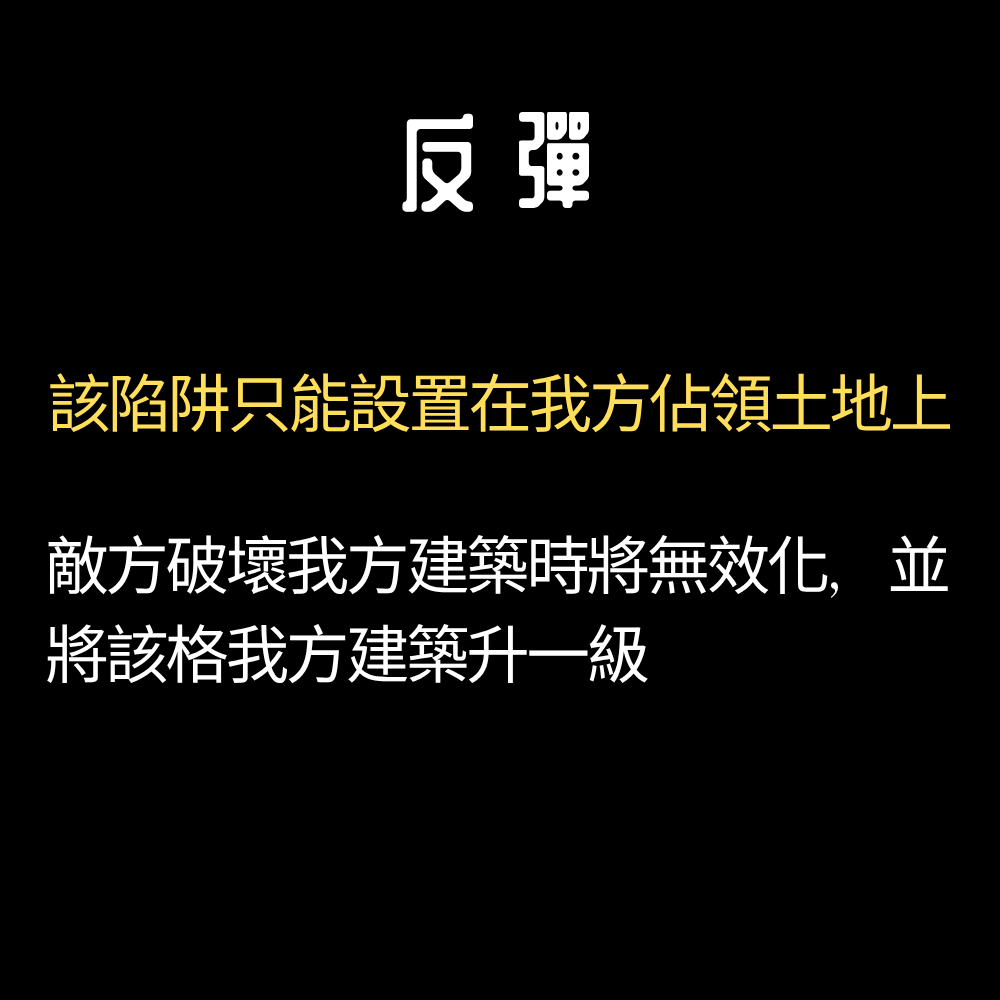 反彈
該陷阱只能設置在我方佔領土地上
敵方破壞我方建築時將無效化, 並
將該格我方建築升一級